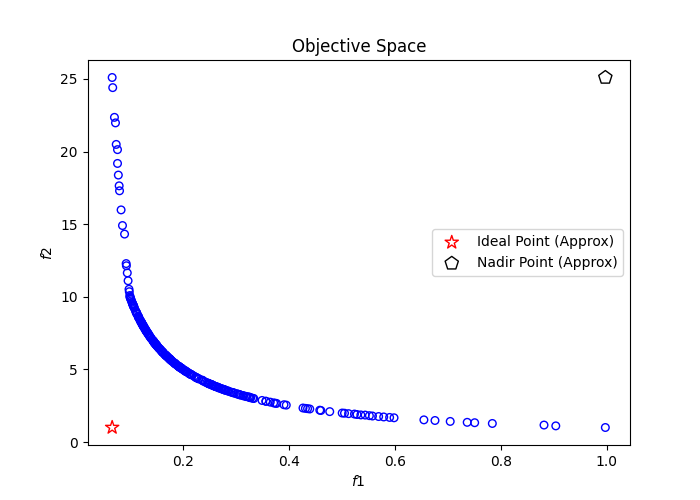 Objective Space
25
20
15
10
5
0
f2
Ideal Point (Approx)
Nadir Point (Approx)
0.2 0.4 0.6 0.8 1.0
f1